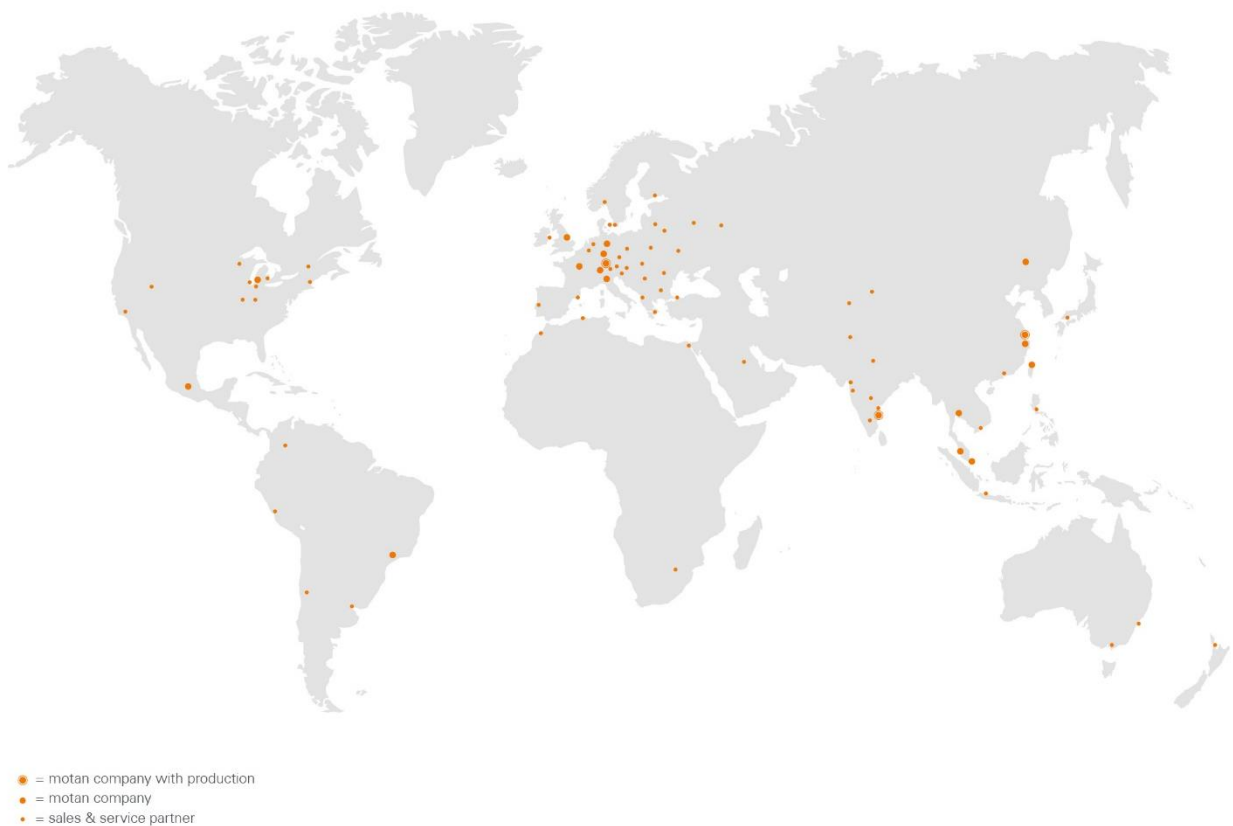 = motan company with production
= motan company
= sales & service partner